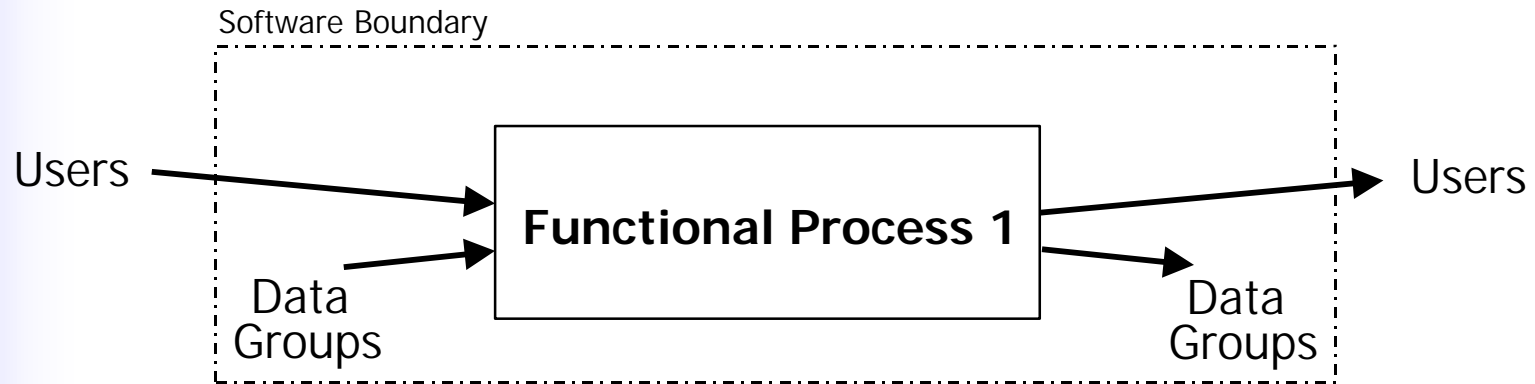 Software Boundary
Users
Users
Functional Process 1
Data
Groups
Data
Groups